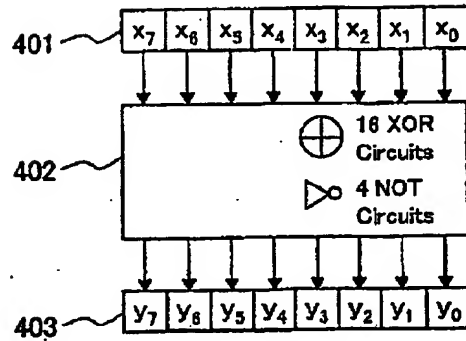 401 x₇ x₆ x₅ x₄ x₃ x₂ x₁ x₀
16 XOR
Circuits
402
4 NOT
Circuits
403 y₇ y₆ y₅ y₄ y₃ y₂ y₁ y₀